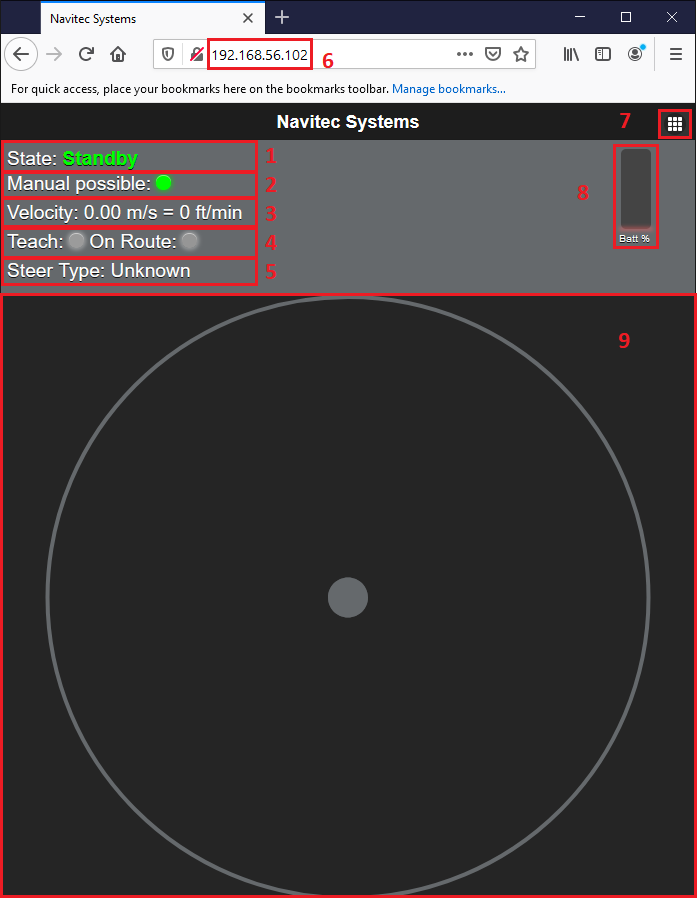 Navitec Systems
192.168.56.102
6
For quick access, place your bookmarks here on the bookmarks toolbar. Manage bookmarks...
Navitec Systems
7
State: Standby
1
Manual possible:
2
Velocity: 0.00 m/s = 0 ft/min
3
Teach: On Route:
4
Steer Type: Unknown
5
8
Batt %
9